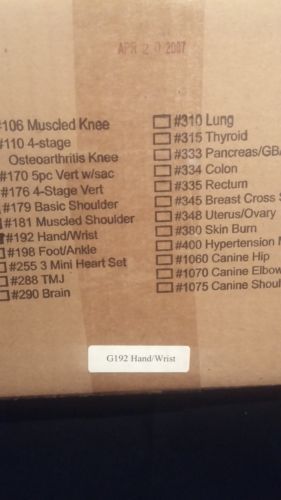 APR 20 2007
#106 Muscled Knee
#110 4-stage
Osteoarthritis Knee
#170 5pc Vert w/sac
#176 4-Stage Vert
#179 Basic Shoulder
#181 Muscled Shoulder
#192 Hand/Wrist
#198 Foot/Ankle
#255 3 Mini Heart Set
#288 TMJ
#290 Brain
#310 Lung
#315 Thyroid
#333 Pancreas/GB/
#334 Colon
#335 Rectum
#345 Breast Cross S
#348 Uterus/Ovary
#380 Skin Burn
#400 Hypertension
#1060 Canine Hip
#1070 Canine Elbow
#1075 Canine Shoul
G192 Hand/Wrist